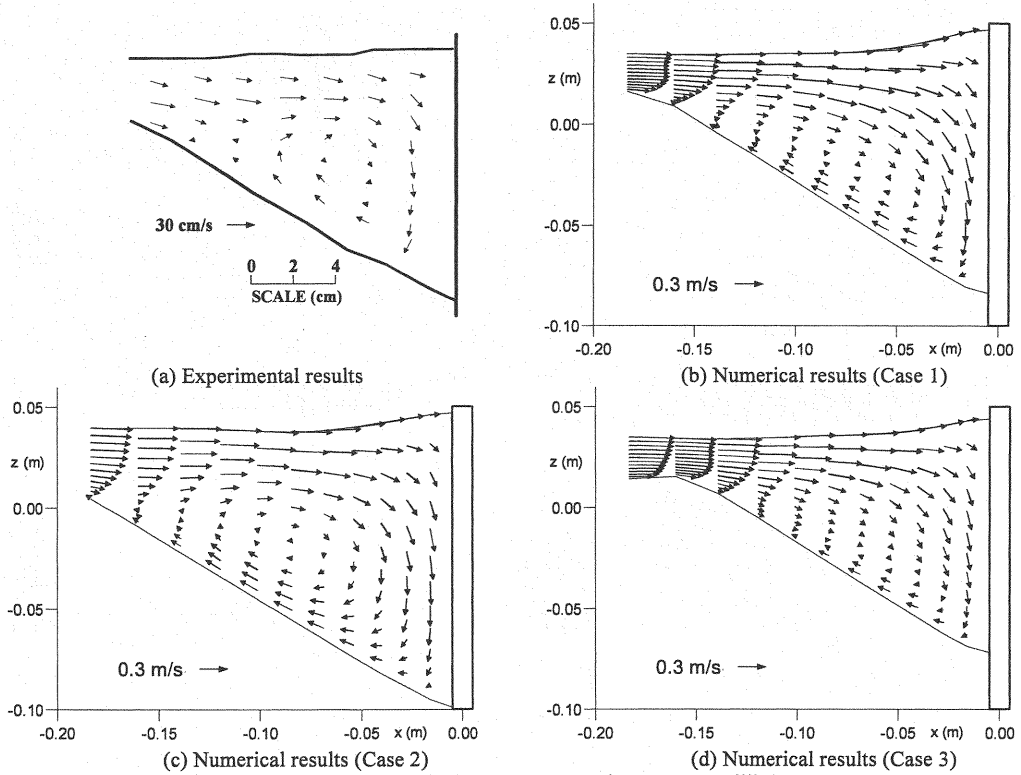 30 cm/s
0 2 4
SCALE (cm)
(a) Experimental results
0.05
z (m)
0.00
-0.05
0.3 m/s
-0.10
-0.20 -0.15 -0.10 -0.05 x (m) 0.00
(b) Numerical results (Case 1)
0.05
z (m)
0.00
-0.05
0.3 m/s
-0.10
-0.20 -0.15 -0.10 -0.05 x (m) 0.00
(c) Numerical results (Case 2)
0.05
z (m)
0.00
-0.05
0.3 m/s
-0.10
-0.20 -0.15 -0.10 -0.05 x (m) 0.00
(d) Numerical results (Case 3)